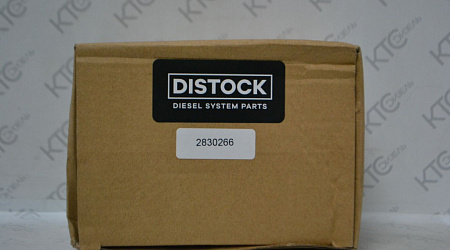 DISTOCK
DIESEL SYSTEM PARTS
2830266